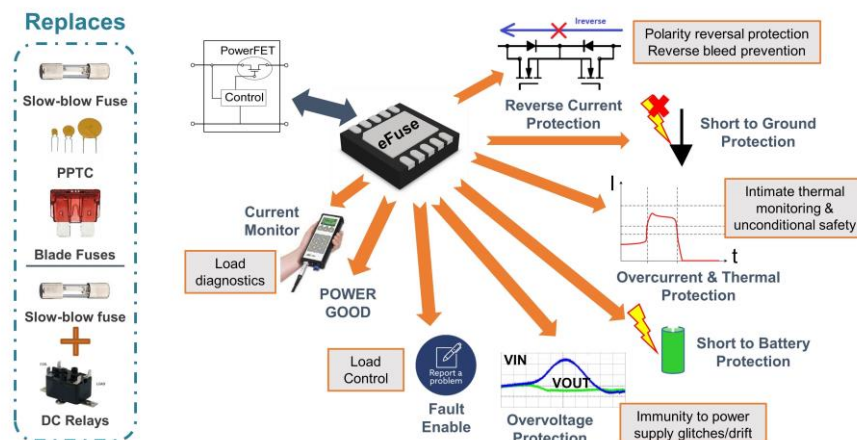 Replaces
Slow-blow Fuse
PPTC
Blade Fuses
Slow-blow fuse
DC Relays
PowerFET
Control
eFuse
Ireverse
Polarity reversal protection
Reverse bleed prevention
Reverse Current
Protection
Short to Ground
Protection
I
t
Intimate thermal
monitoring &
unconditional safety
Overcurrent & Thermal
Protection
Short to Battery
Protection
Current
Monitor
Load
diagnostics
POWER
GOOD
Load
Control
Report a
problem
Fault
Enable
VIN
VOUT
Overvoltage
Protection
Immunity to power
supply glitches/drift